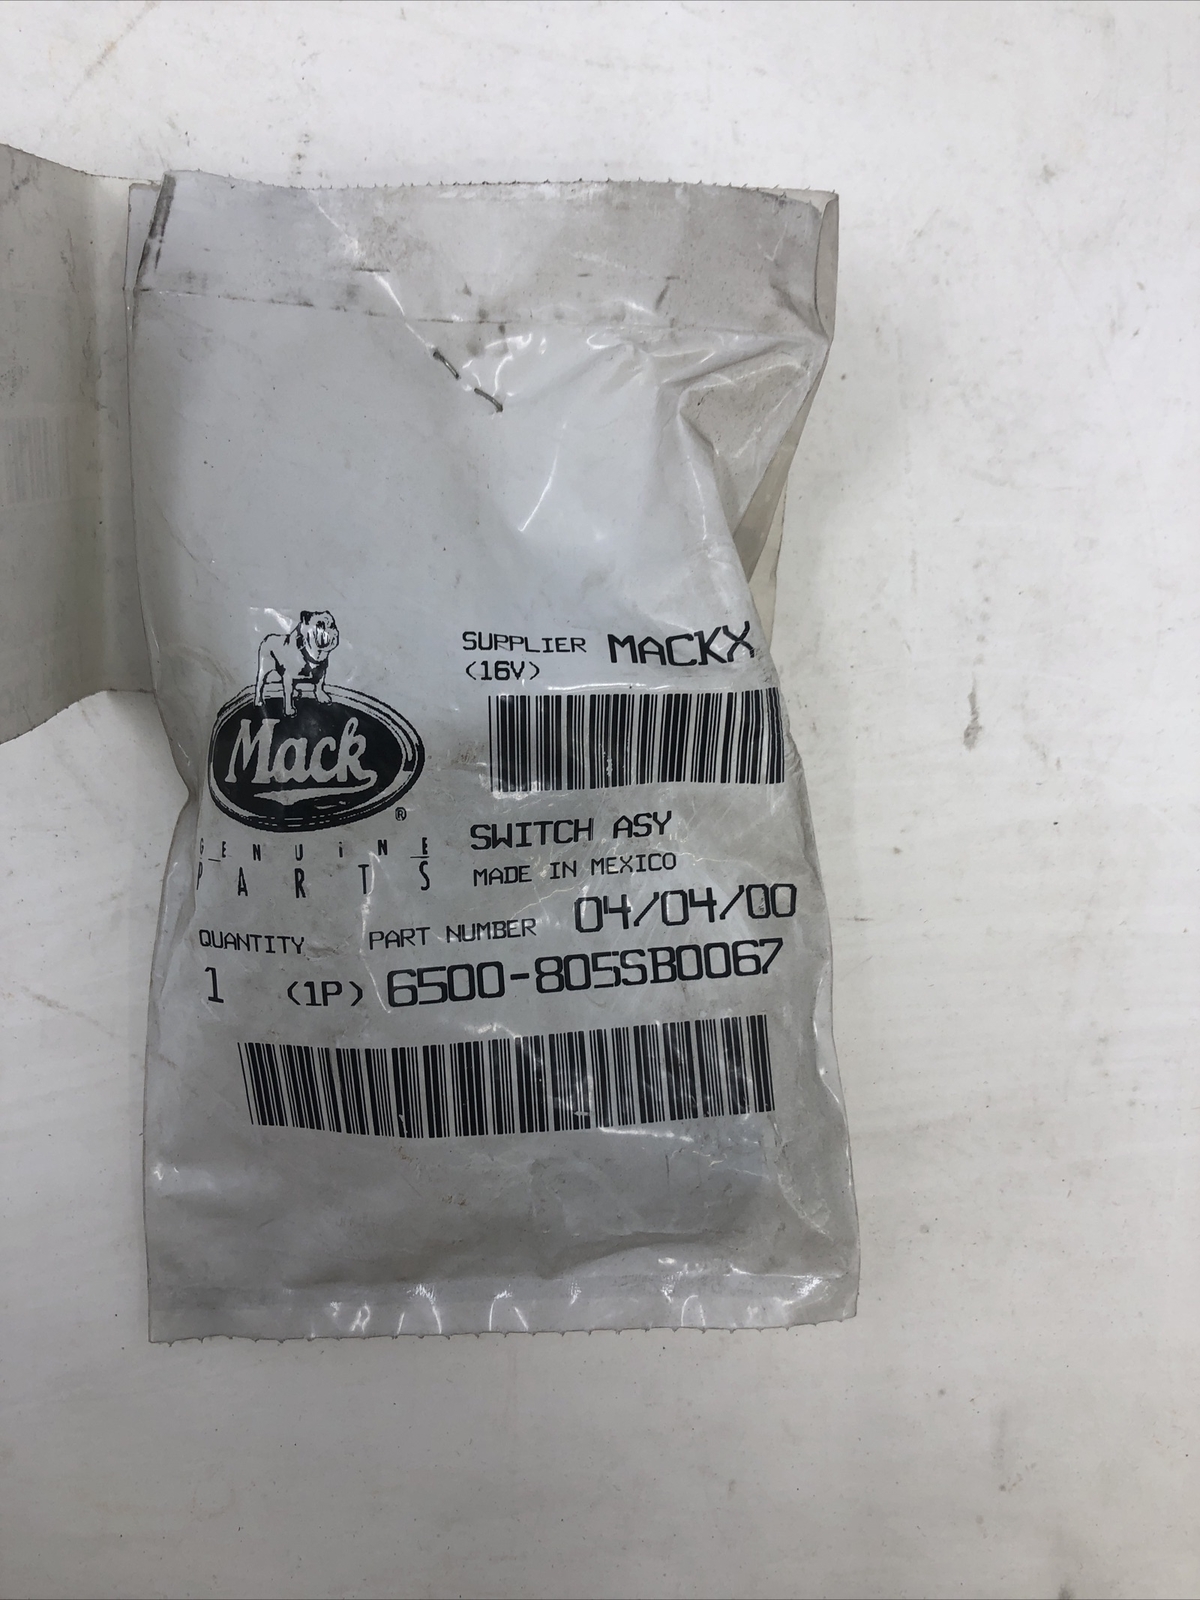 SUPPLIER MACKX
(16V)
Mack
®
GENUiNE
PARTS
SWITCH ASY
MADE IN MEXICO
04/04/00
QUANTITY PART NUMBER
1 (1P) 6500-805SB0067